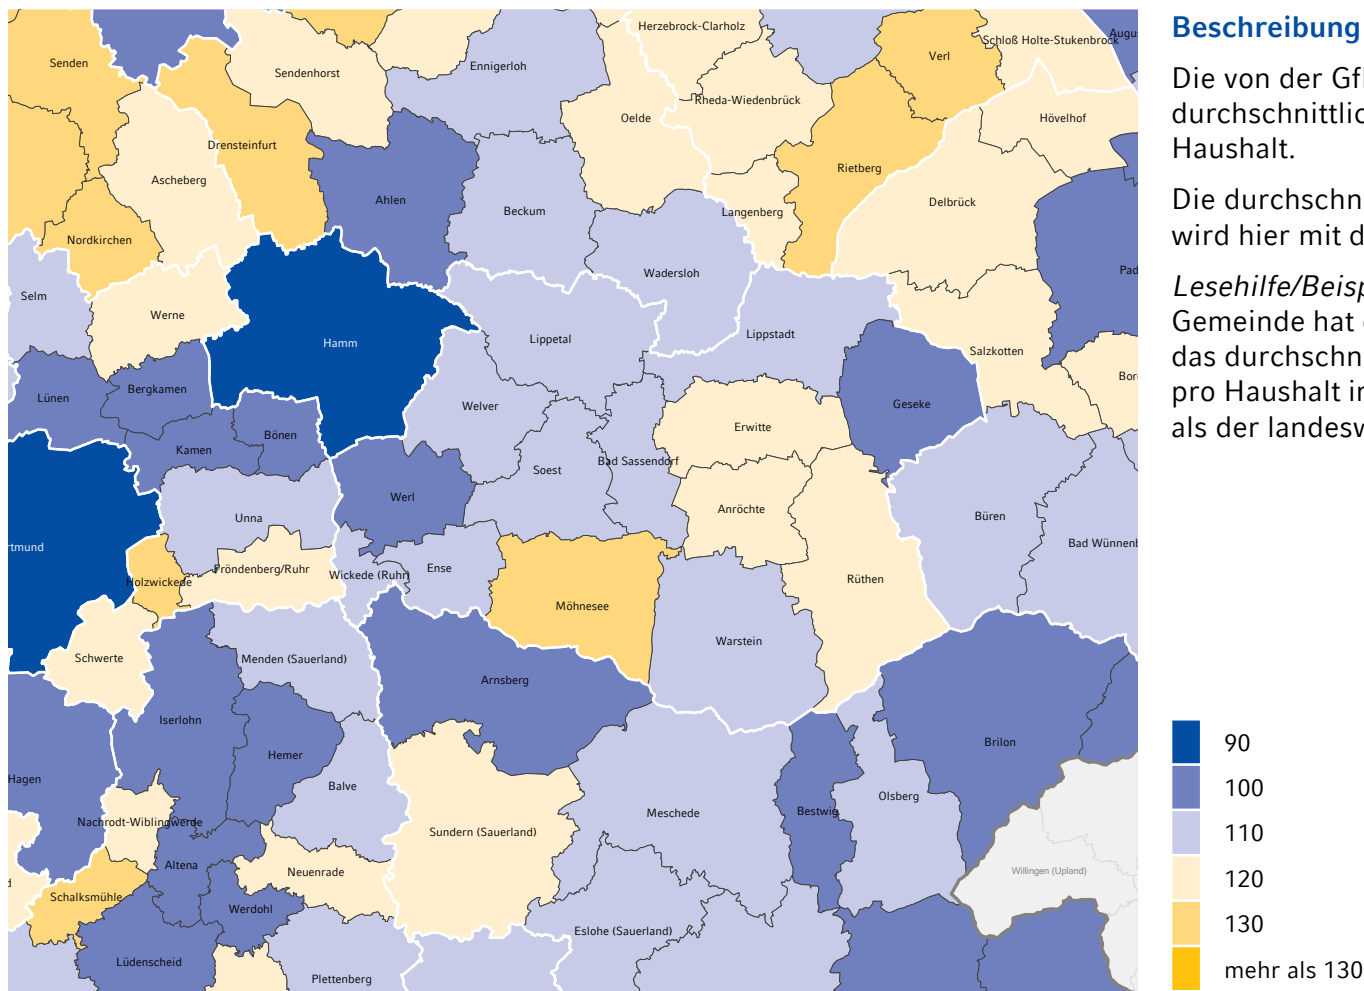 Senden
Sendenhorst
Ennigerloh
Herzebrock-Clarholz
Verl
Schloß Holte-Stukenbrock
Rheda-Wiedenbrück
Oelde
Hövelhof
Drensteinfurt
Ascheberg
Rietberg
Ahlen
Beckum
Langenberg
Delbrück
Nordkirchen
Wadersloh
Selm
Werne
Hamm
Lippetal
Lippstadt
Salzkotten
Lünen
Bergkamen
Welver
Geseke
Bönen
Erwitte
Kamen
Soest
Bad Sassendorf
Werl
Anröchte
Unna
Büren
rtmund
Bad Wünnenb
Holzwickede
Fröndenberg/Ruhr
Wickede (Ruhr)
Ense
Rüthen
Möhnesee
Warstein
Schwerte
Menden (Sauerland)
Arnsberg
Iserlohn
Hemer
Brilon
Hagen
Balve
Olsberg
Meschede
Bestwig
Nachrodt-Wiblingwerde
Sundern (Sauerland)
Altena
Neuenrade
Willingen (Upland)
Schalksmühle
Werdohl
Eslohe (Sauerland)
Lüdenscheid
Plettenberg
Augu
Pad
Bor
d
Beschreibung
Die von der Gf
durchschnittlic
Haushalt.
Die durchschn
wird hier mit d
Lesehilfe/Beisp
Gemeinde hat
das durchschn
pro Haushalt i
als der landesw
90
100
110
120
130
mehr als 130